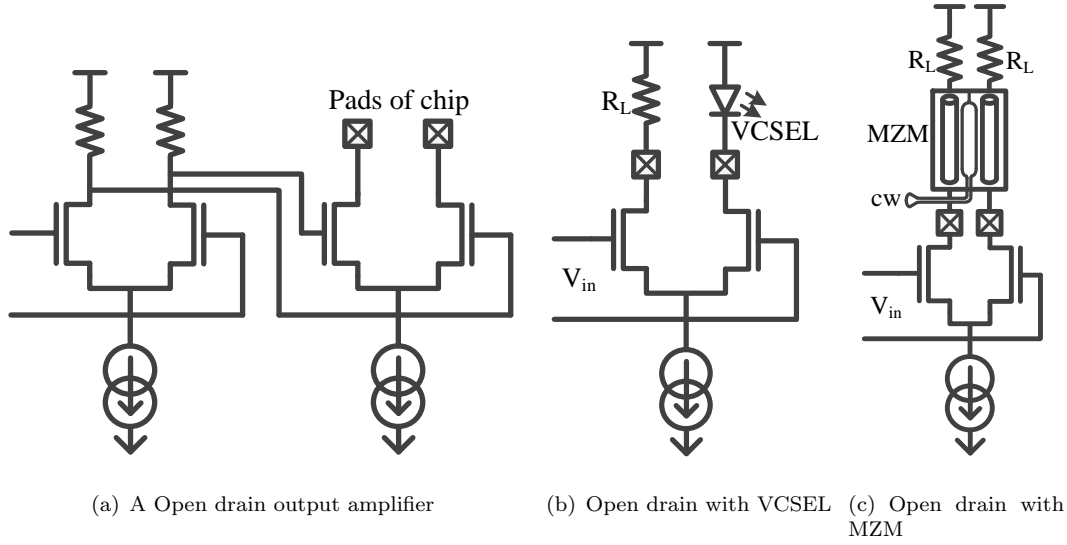 Pads of chip
R_L
VCSEL
V_in
R_L
R_L
MZM
cw
V_in
(a) A Open drain output amplifier
(b) Open drain with VCSEL
(c) Open drain with
MZM